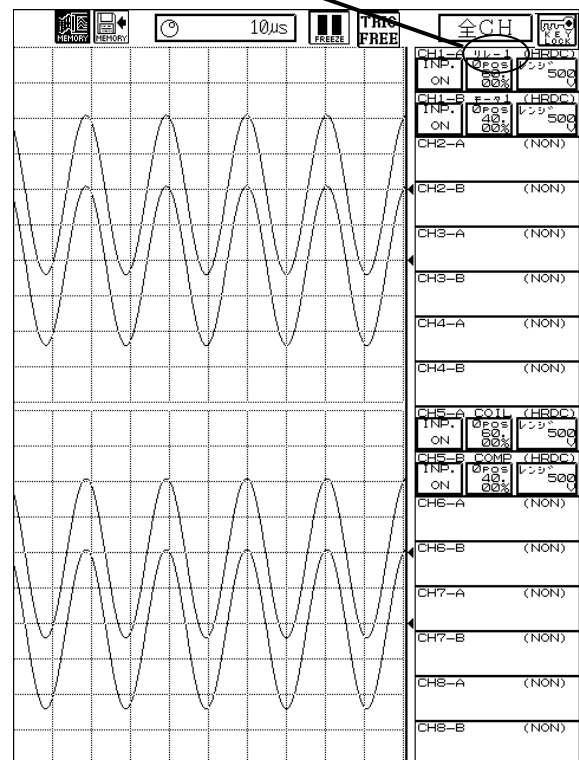 MEMORY MEMORY 10μs FREEZE TRIG FREE 全CH KEY LOCK
CH1-A リレー1 (HRDC)
INP. ON 0POS 60.00% レンジ 500 V
CH1-B モータ1 (HRDC)
INP. ON 0POS 40.00% レンジ 500 V
CH2-A (NON)
CH2-B (NON)
CH3-A (NON)
CH3-B (NON)
CH4-A (NON)
CH4-B (NON)
CH5-A COIL (HRDC)
INP. ON 0POS 60.00% レンジ 500 V
CH5-B COMP (HRDC)
INP. ON 0POS 40.00% レンジ 500 V
CH6-A (NON)
CH6-B (NON)
CH7-A (NON)
CH7-B (NON)
CH8-A (NON)
CH8-B (NON)